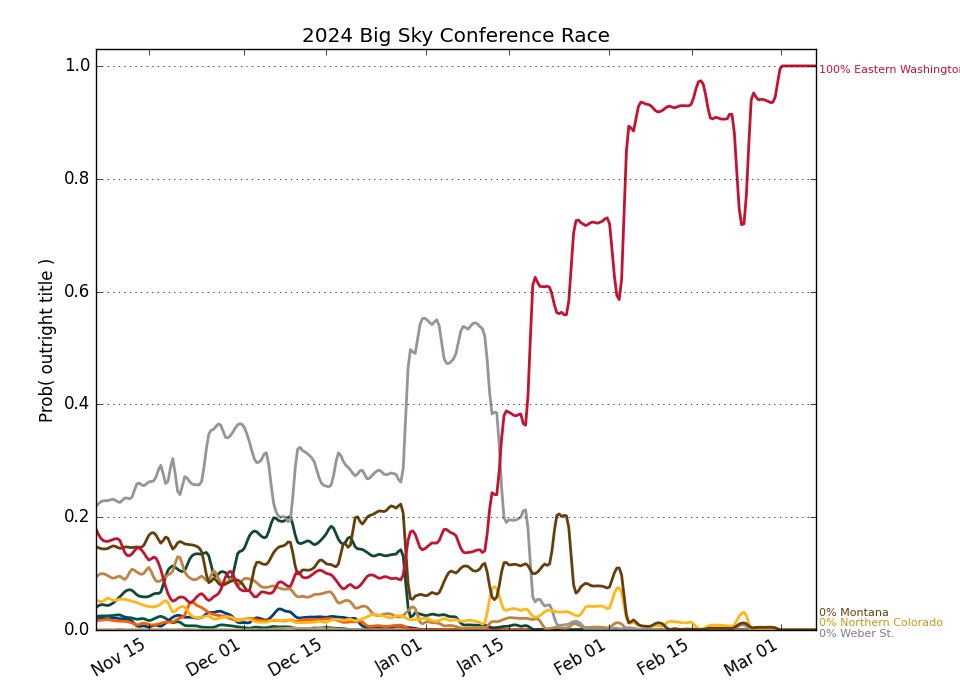 2024 Big Sky Conference Race
Prob( outright title )
1.0
0.8
0.6
0.4
0.2
0.0
Nov 15
Dec 01
Dec 15
Jan 01
Jan 15
Feb 01
Feb 15
Mar 01
100% Eastern Washington
0% Montana
0% Northern Colorado
0% Weber St.